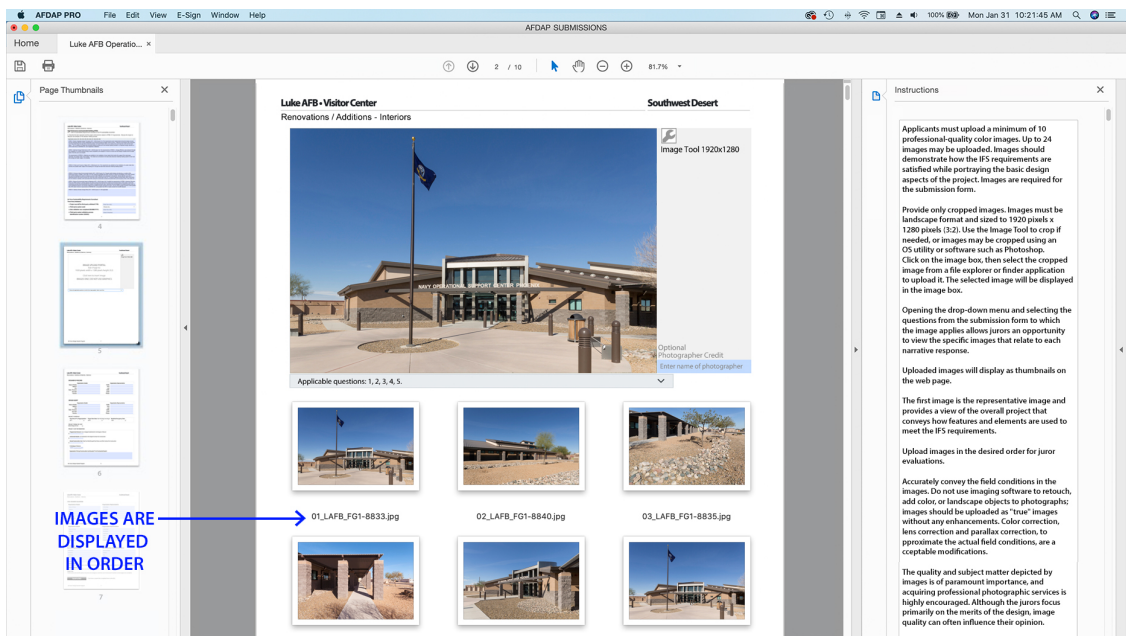 AFDAP PRO File Edit View E-Sign Window Help
100% Mon Jan 31 10:21:45 AM
AFDAP SUBMISSIONS
Home
Luke AFB Operatio... ×
2 / 10
81.7%
Page Thumbnails
4
5
6
7
IMAGES ARE
DISPLAYED
IN ORDER
Luke AFB • Visitor Center
Southwest Desert
Renovations / Additions - Interiors
Image Tool 1920x1280
NAVY OPERATIONAL SUPPORT CENTER PHOENIX
Optional
Photographer Credit
Enter name of photographer
Applicable questions: 1, 2, 3, 4, 5.
01_LAFB_FG1-8833.jpg
02_LAFB_FG1-8840.jpg
03_LAFB_FG1-8835.jpg
Instructions
Applicants must upload a minimum of 10
professional-quality color images. Up to 24
images may be uploaded. Images should
demonstrate how the IFS requirements are
satisfied while portraying the basic design
aspects of the project. Images are required for
the submission form.
Provide only cropped images. Images must be
landscape format and sized to 1920 pixels x
1280 pixels (3:2). Use the Image Tool to crop if
needed, or images may be cropped using an
OS utility or software such as Photoshop.
Click on the image box, then select the cropped
image from a file explorer or finder application
to upload it. The selected image will be displayed
in the image box.
Opening the drop-down menu and selecting the
questions from the submission form to which
the image applies allows jurors an opportunity
to view the specific images that relate to each
narrative response.
Uploaded images will display as thumbnails on
the web page.
The first image is the representative image and
provides a view of the overall project that
conveys how features and elements are used to
meet the IFS requirements.
Upload images in the desired order for juror
evaluations.
Accurately convey the field conditions in the
images. Do not use imaging software to retouch,
add color, or landscape objects to photographs;
images should be uploaded as "true" images
without any enhancements. Color correction,
lens correction and parallax correction, to
pproximate the actual field conditions, are a
cceptable modifications.
The quality and subject matter depicted by
images is of paramount importance, and
acquiring professional photographic services is
highly encouraged. Although the jurors focus
primarily on the merits of the design, image
quality can often influence their opinion.